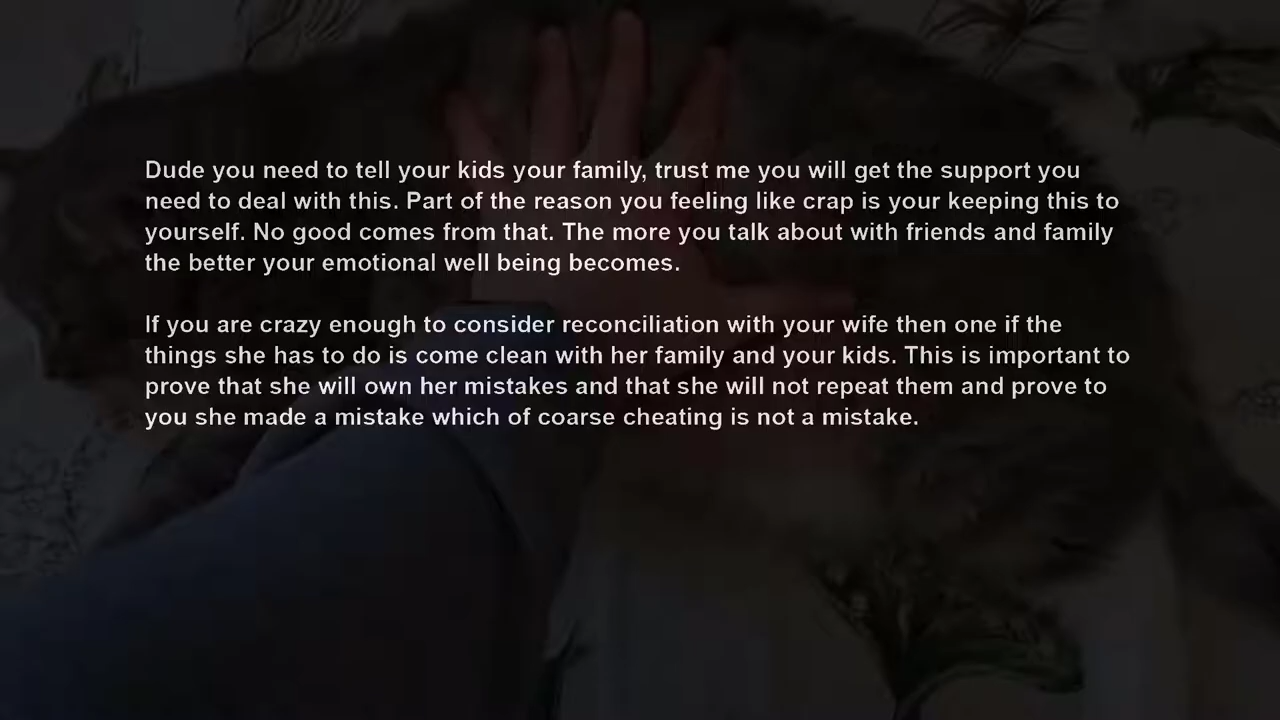 Dude you need to tell your kids your family, trust me you will get the support you
need to deal with this. Part of the reason you feeling like crap is your keeping this to
yourself. No good comes from that. The more you talk about with friends and family
the better your emotional well being becomes.
If you are crazy enough to consider reconciliation with your wife then one if the
things she has to do is come clean with her family and your kids. This is important to
prove that she will own her mistakes and that she will not repeat them and prove to
you she made a mistake which of coarse cheating is not a mistake.